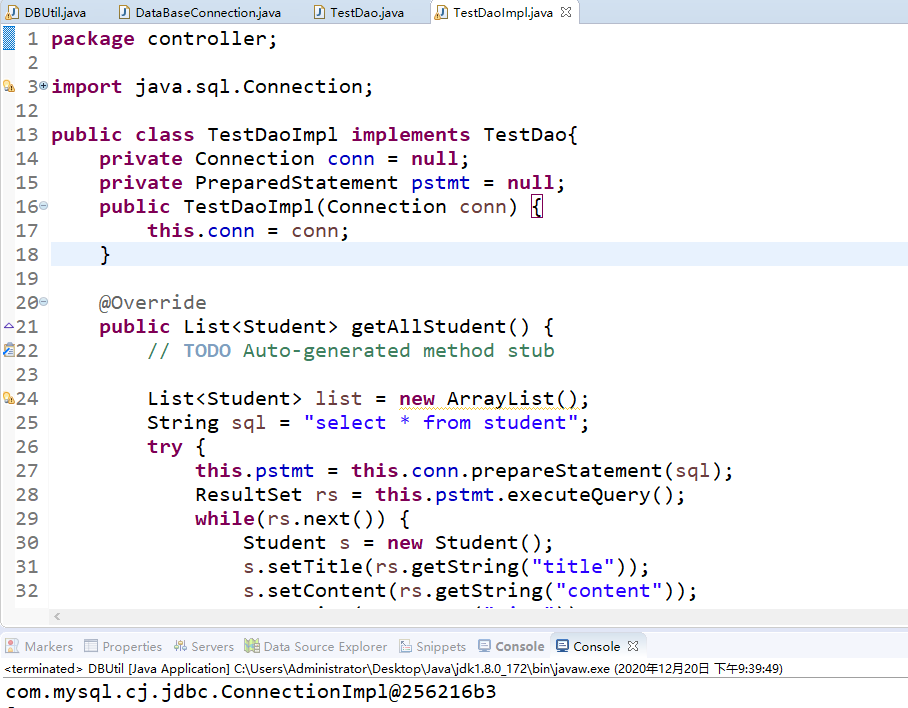 DBUtil.java DataBaseConnection.java TestDao.java TestDaoImpl.java
1 package controller;
2
3 import java.sql.Connection;
12
13 public class TestDaoImpl implements TestDao{
14 private Connection conn = null;
15 private PreparedStatement pstmt = null;
16 public TestDaoImpl(Connection conn) {
17 this.conn = conn;
18 }
19
20 @Override
21 public List<Student> getAllStudent() {
22 // TODO Auto-generated method stub
23
24 List<Student> list = new ArrayList();
25 String sql = "select * from student";
26 try {
27 this.pstmt = this.conn.prepareStatement(sql);
28 ResultSet rs = this.pstmt.executeQuery();
29 while(rs.next()) {
30 Student s = new Student();
31 s.setTitle(rs.getString("title"));
32 s.setContent(rs.getString("content"));
Markers Properties Servers Data Source Explorer Snippets Console Console
<terminated> DBUtil [Java Application] C:\Users\Administrator\Desktop\Java\jdk1.8.0_172\bin\javaw.exe (2020年12月20日 下午9:39:49)
com.mysql.cj.jdbc.ConnectionImpl@256216b3